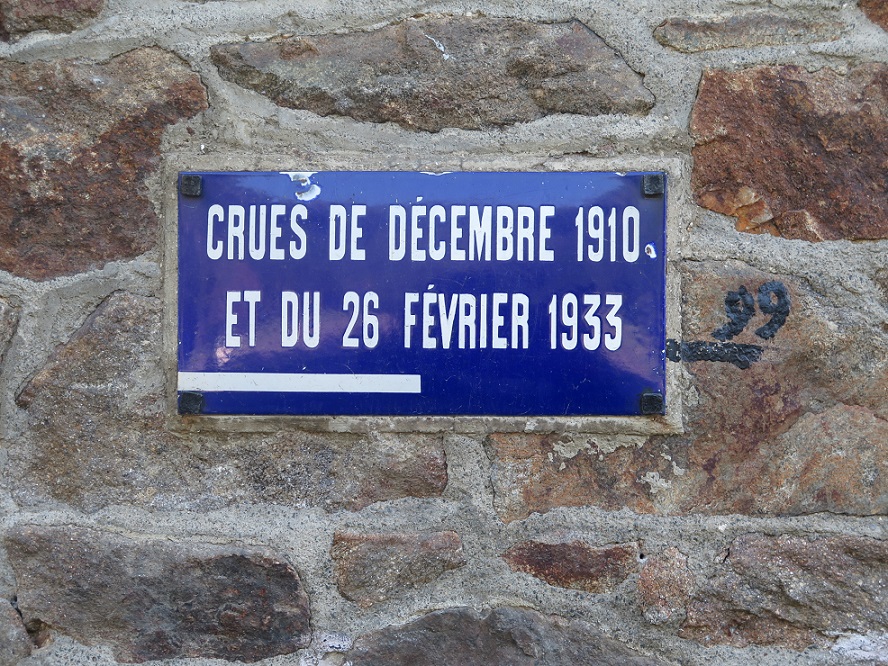 CRUES DE DÉCEMBRE 1910
ET DU 26 FÉVRIER 1933
99